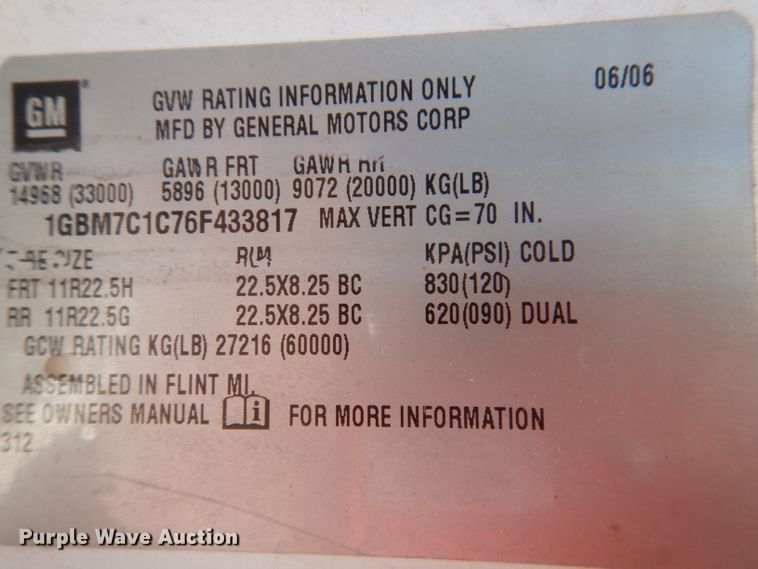 GM ®
GVW RATING INFORMATION ONLY
06/06
MFD BY GENERAL MOTORS CORP
GVWR GAWR FRT GAWR RR
14968 (33000) 5896 (13000) 9072 (20000) KG(LB)
1GBM7C1C76F433817 MAX VERT CG=70 IN.
SIZE RIM KPA(PSI) COLD
FRT 11R22.5H 22.5X8.25 BC 830(120)
RR 11R22.5G 22.5X8.25 BC 620(090) DUAL
GCW RATING KG(LB) 27216 (60000)
ASSEMBLED IN FLINT MI.
SEE OWNERS MANUAL i FOR MORE INFORMATION
312
Purple Wave Auction